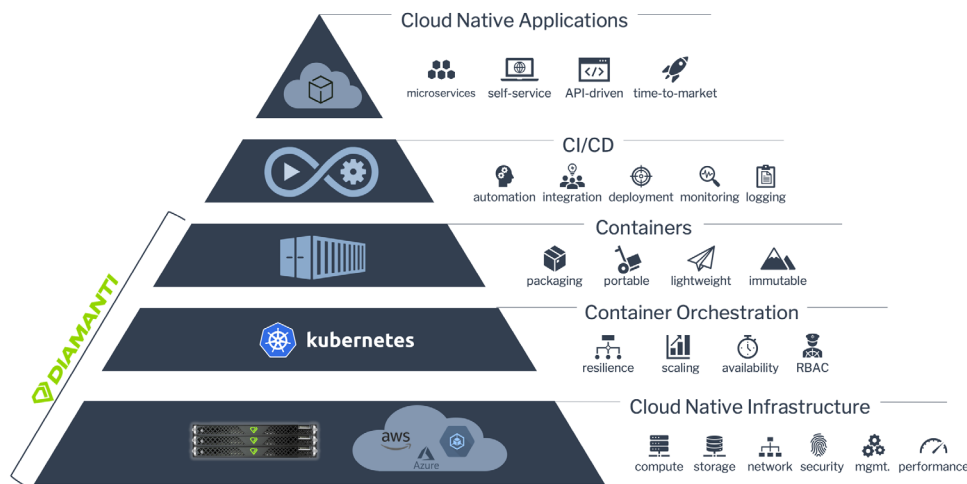 Cloud Native Applications
microservices self-service API-driven time-to-market
CI/CD
automation integration deployment monitoring logging
Containers
packaging portable lightweight immutable
DIAMANTI
Container Orchestration
kubernetes
resilience scaling availability RBAC
Cloud Native Infrastructure
aws
Azure
compute storage network security mgmt. performance